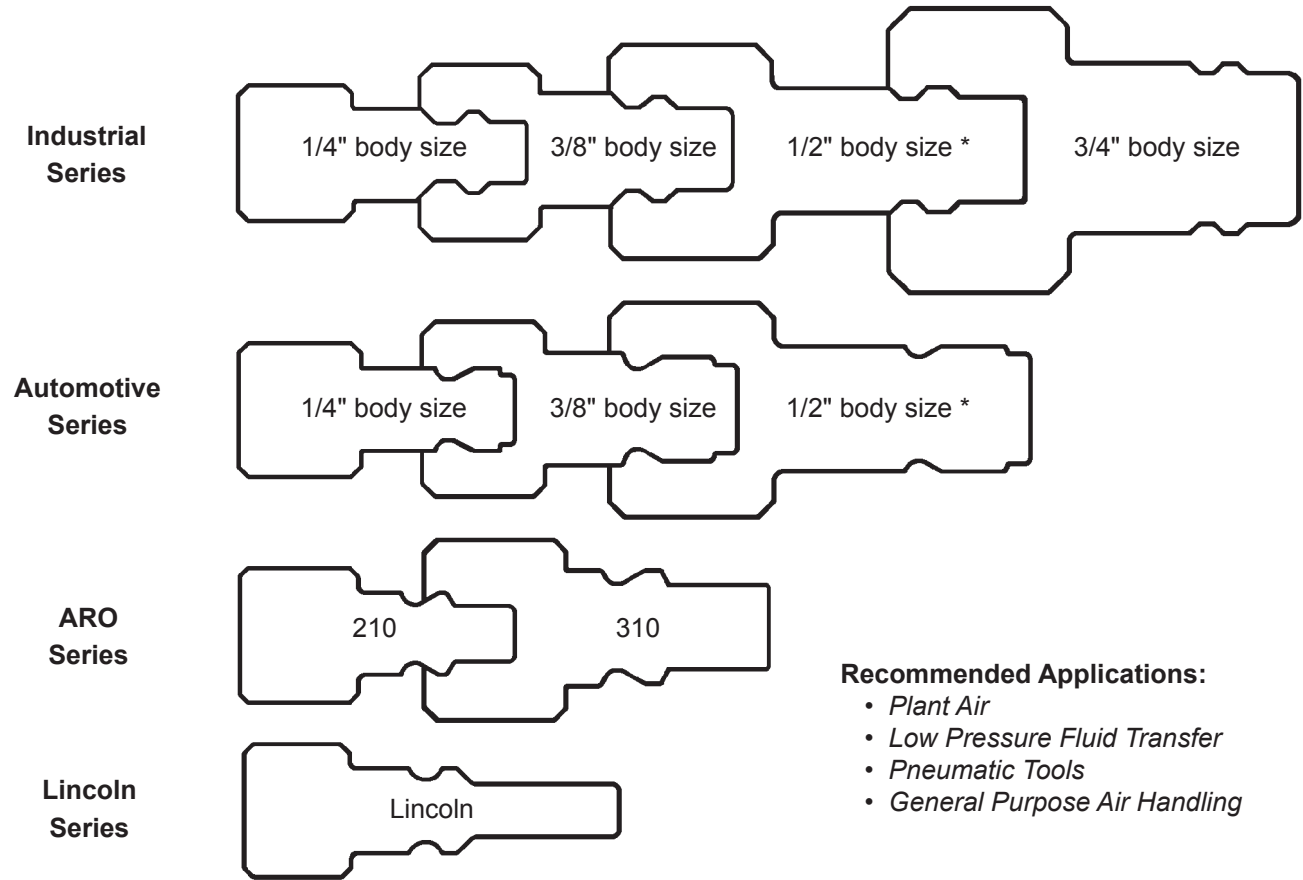 Industrial
Series
1/4" body size
3/8" body size
1/2" body size *
3/4" body size
Automotive
Series
1/4" body size
3/8" body size
1/2" body size *
ARO
Series
210
310
Lincoln
Series
Lincoln
Recommended Applications:
• Plant Air
• Low Pressure Fluid Transfer
• Pneumatic Tools
• General Purpose Air Handling